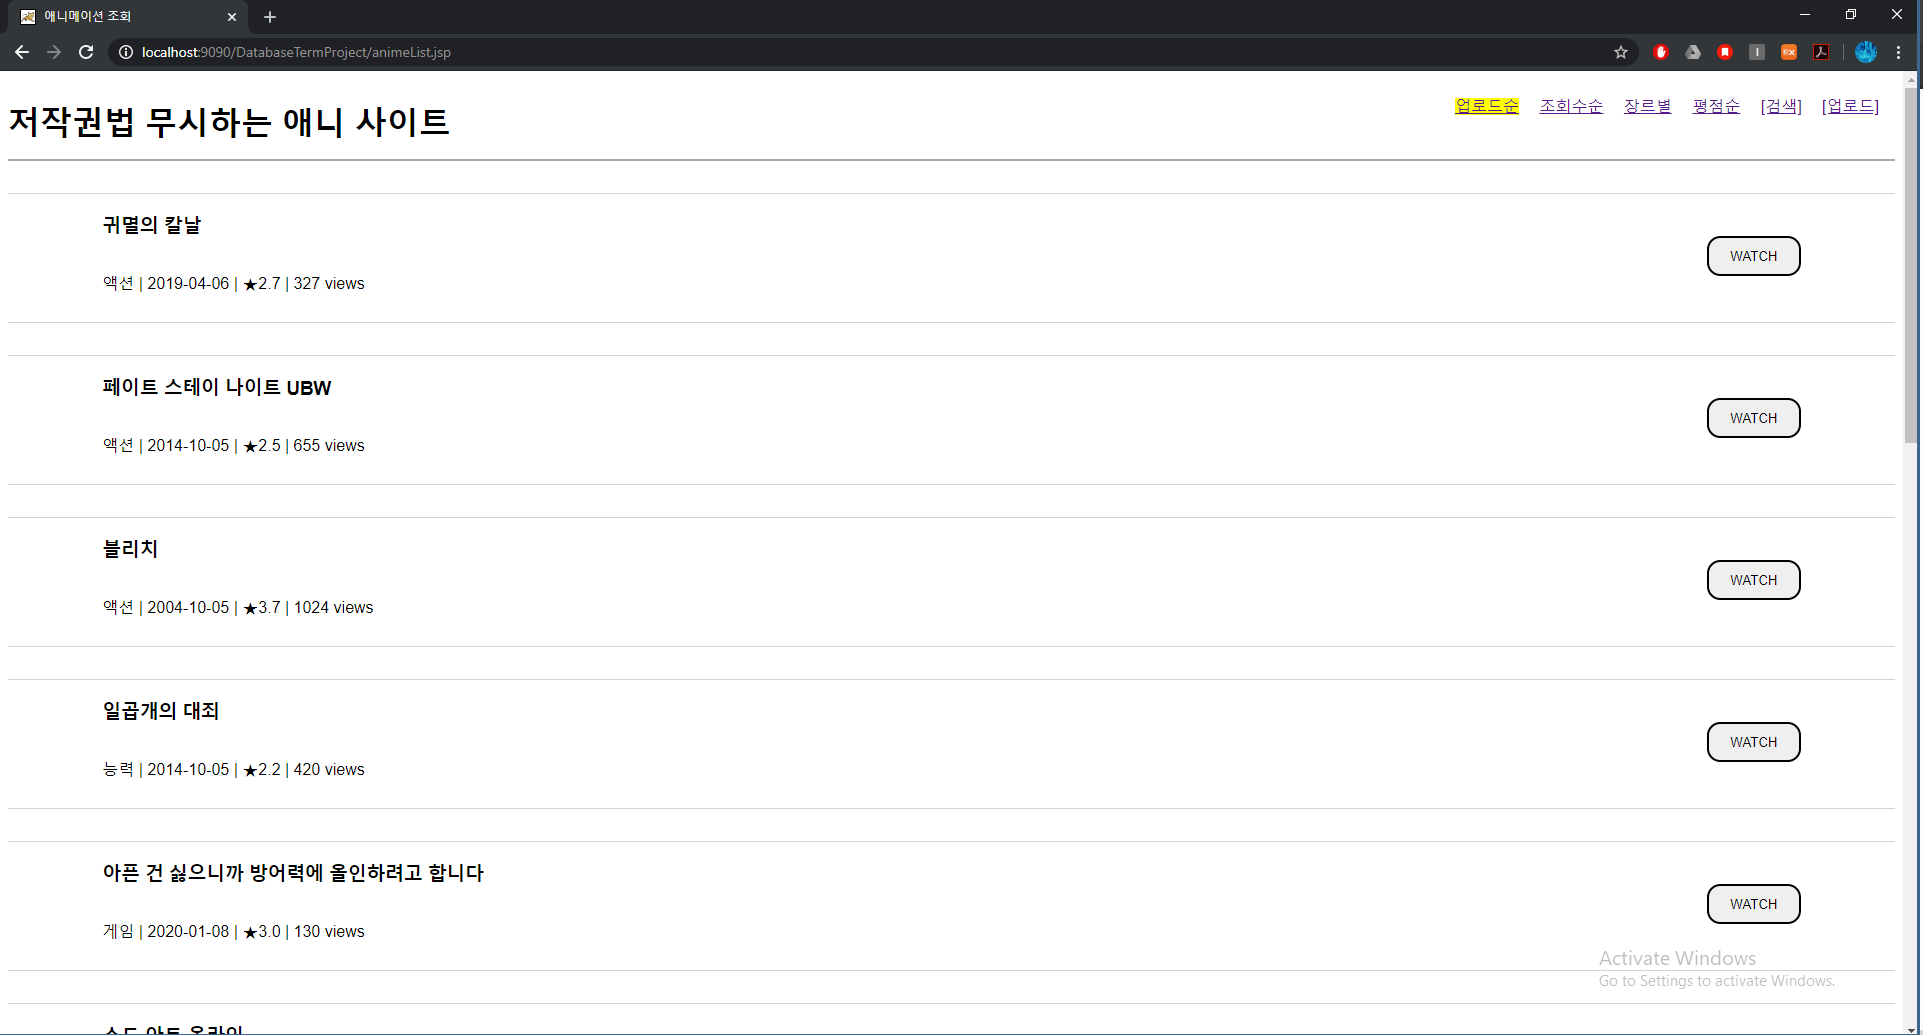 애니메이션 조회
localhost:9090/DatabaseTermProject/animeList.jsp
저작권법 무시하는 애니 사이트
업로드순 조회수순 장르별 평점순 [검색] [업로드]
귀멸의 칼날
WATCH
액션 | 2019-04-06 | ★2.7 | 327 views
페이트 스테이 나이트 UBW
WATCH
액션 | 2014-10-05 | ★2.5 | 655 views
블리치
WATCH
액션 | 2004-10-05 | ★3.7 | 1024 views
일곱개의 대죄
WATCH
능력 | 2014-10-05 | ★2.2 | 420 views
아픈 건 싫으니까 방어력에 올인하려고 합니다
WATCH
게임 | 2020-01-08 | ★3.0 | 130 views
Activate Windows
Go to Settings to activate Windows.